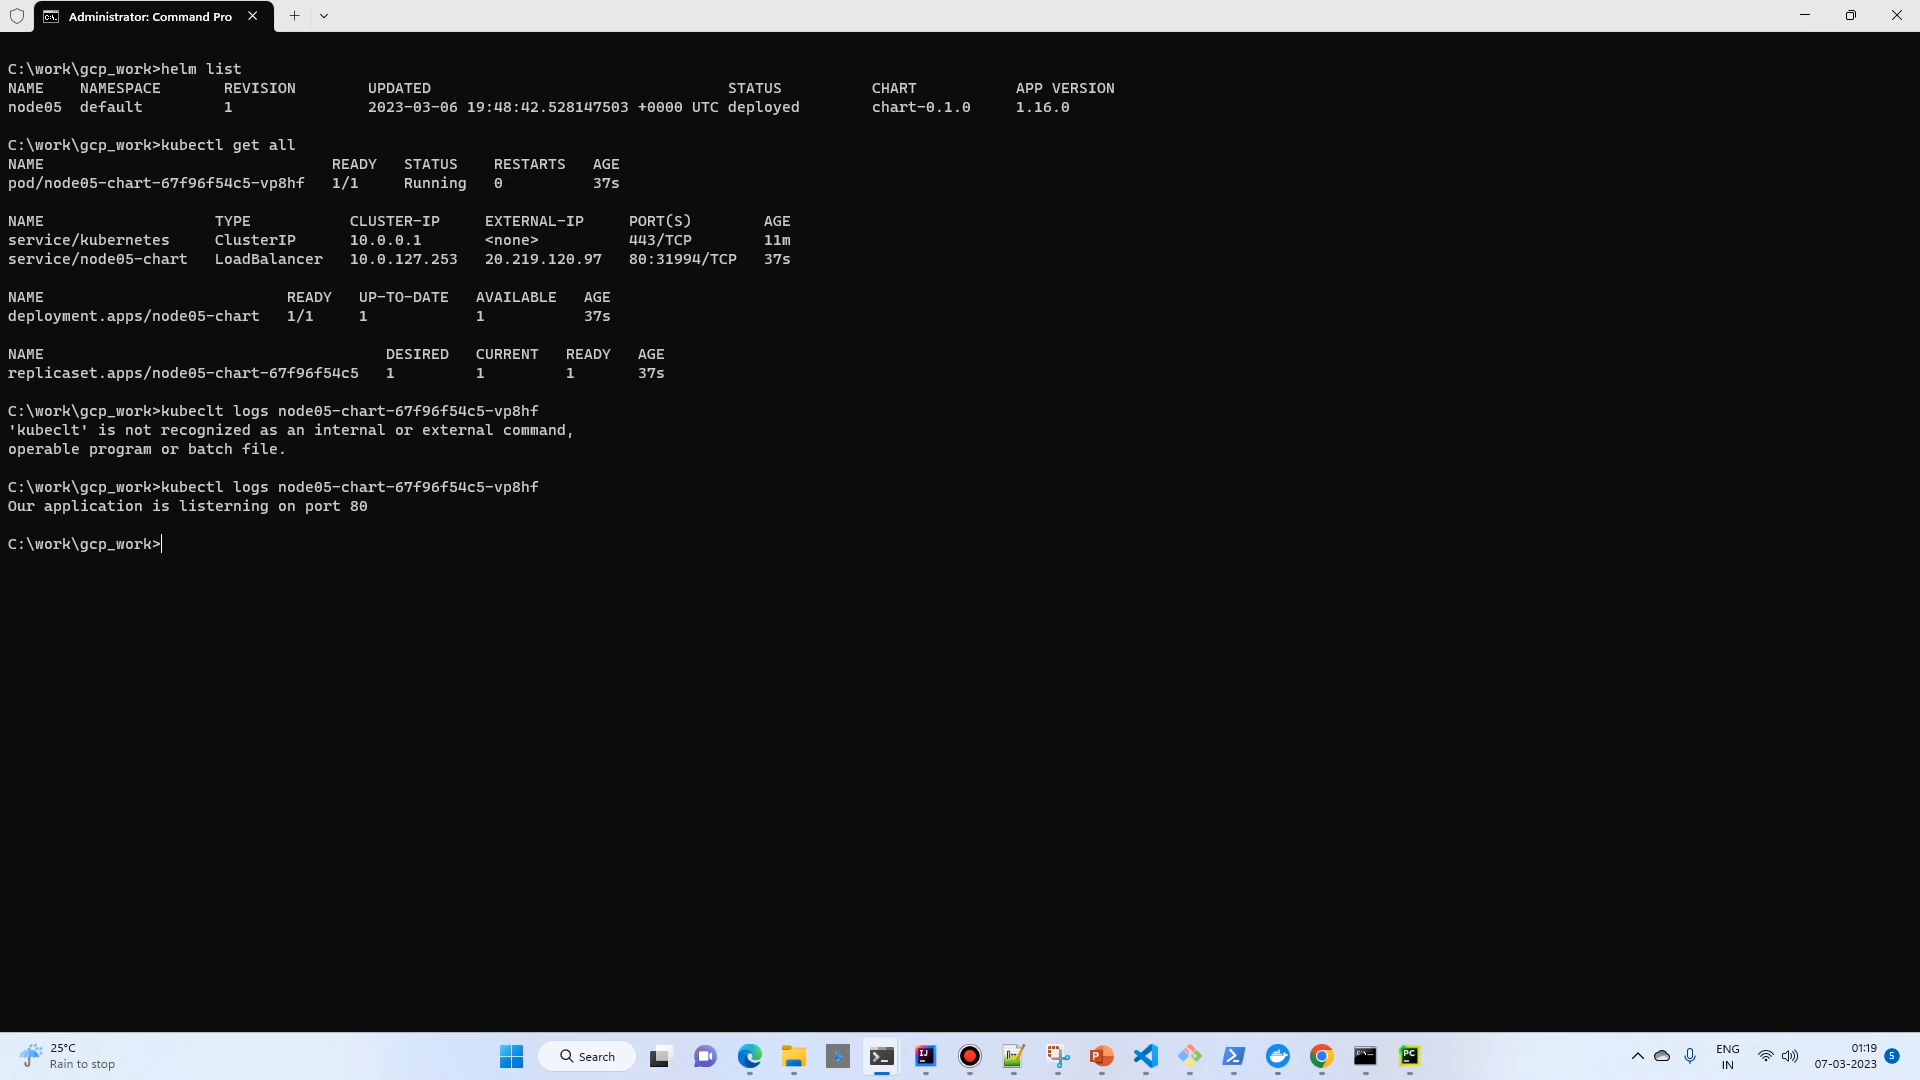 Administrator: Command Pro
C:\work\gcp_work>helm list
NAME NAMESPACE REVISION UPDATED STATUS CHART APP VERSION
node05 default 1 2023-03-06 19:48:42.528147503 +0000 UTC deployed chart-0.1.0 1.16.0
C:\work\gcp_work>kubectl get all
NAME READY STATUS RESTARTS AGE
pod/node05-chart-67f96f54c5-vp8hf 1/1 Running 0 37s
NAME TYPE CLUSTER-IP EXTERNAL-IP PORT(S) AGE
service/kubernetes ClusterIP 10.0.0.1 <none> 443/TCP 11m
service/node05-chart LoadBalancer 10.0.127.253 20.219.120.97 80:31994/TCP 37s
NAME READY UP-TO-DATE AVAILABLE AGE
deployment.apps/node05-chart 1/1 1 1 37s
NAME DESIRED CURRENT READY AGE
replicaset.apps/node05-chart-67f96f54c5 1 1 1 37s
C:\work\gcp_work>kubeclt logs node05-chart-67f96f54c5-vp8hf
'kubeclt' is not recognized as an internal or external command,
operable program or batch file.
C:\work\gcp_work>kubectl logs node05-chart-67f96f54c5-vp8hf
Our application is listerning on port 80
C:\work\gcp_work>
25°C
Rain to stop
Search
ENG
IN
01:19
07-03-2023
5